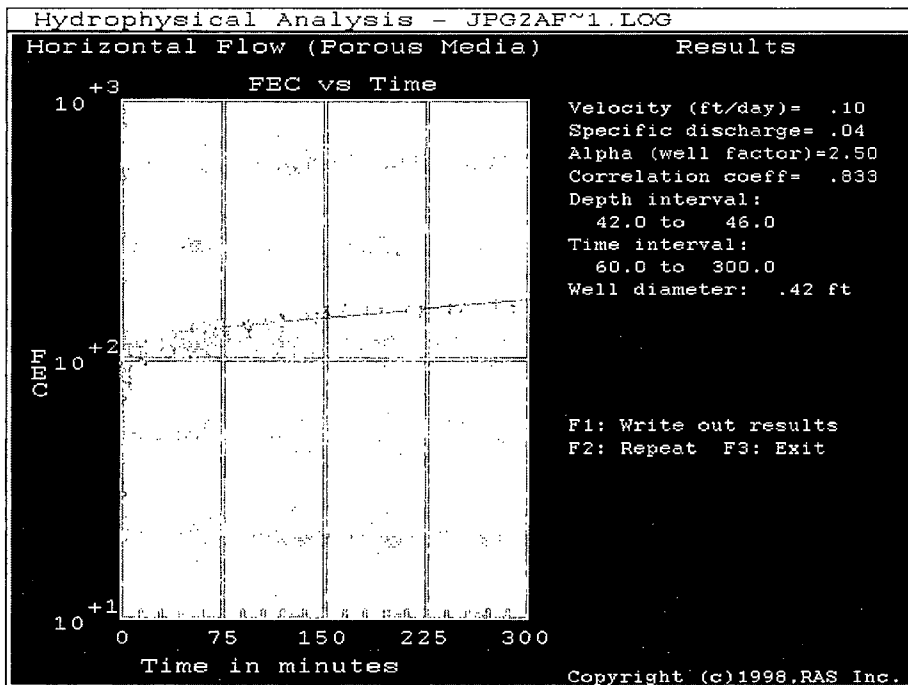 Hydrophysical Analysis - JPG2AF~1.LOG
Horizontal Flow (Porous Media)
Results
FEC vs Time
10+3
10+2
10+1
FEC
0 75 150 225 300
Time in minutes
Velocity (ft/day)= .10
Specific discharge= .04
Alpha (well factor)=2.50
Correlation coeff= .833
Depth interval:
42.0 to 46.0
Time interval:
60.0 to 300.0
Well diameter: .42 ft
F1: Write out results
F2: Repeat F3: Exit
Copyright (c)1998,RAS Inc.